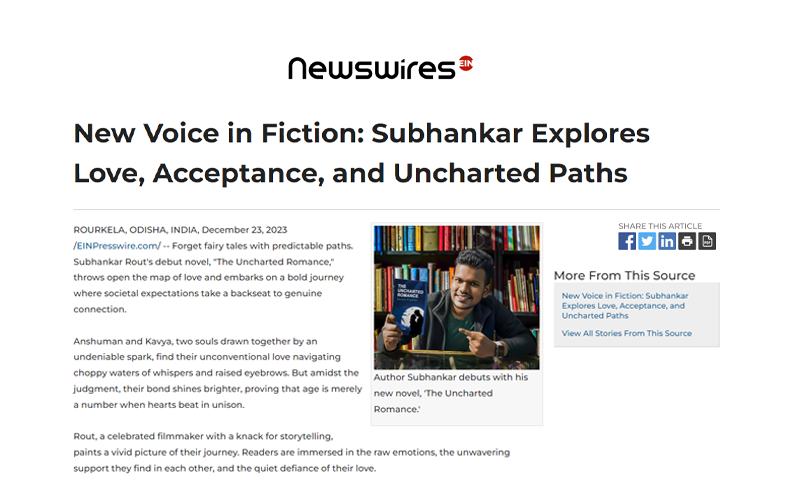 Newswires EIN
New Voice in Fiction: Subhankar Explores
Love, Acceptance, and Uncharted Paths
ROURKELA, ODISHA, INDIA, December 23, 2023
/EINPresswire.com/ -- Forget fairy tales with predictable paths.
Subhankar Rout's debut novel, "The Uncharted Romance,"
throws open the map of love and embarks on a bold journey
where societal expectations take a backseat to genuine
connection.
Anshuman and Kavya, two souls drawn together by an
undeniable spark, find their unconventional love navigating
choppy waters of whispers and raised eyebrows. But amidst the
judgment, their bond shines brighter, proving that age is merely
a number when hearts beat in unison.
Rout, a celebrated filmmaker with a knack for storytelling,
paints a vivid picture of their journey. Readers are immersed in the raw emotions, the unwavering
support they find in each other, and the quiet defiance of their love.
THE
UNCHARTED
ROMANCE
Author Subhankar debuts with his
new novel, 'The Uncharted
Romance.'
SHARE THIS ARTICLE
More From This Source
New Voice in Fiction: Subhankar
Explores Love, Acceptance, and
Uncharted Paths
View All Stories From This Source